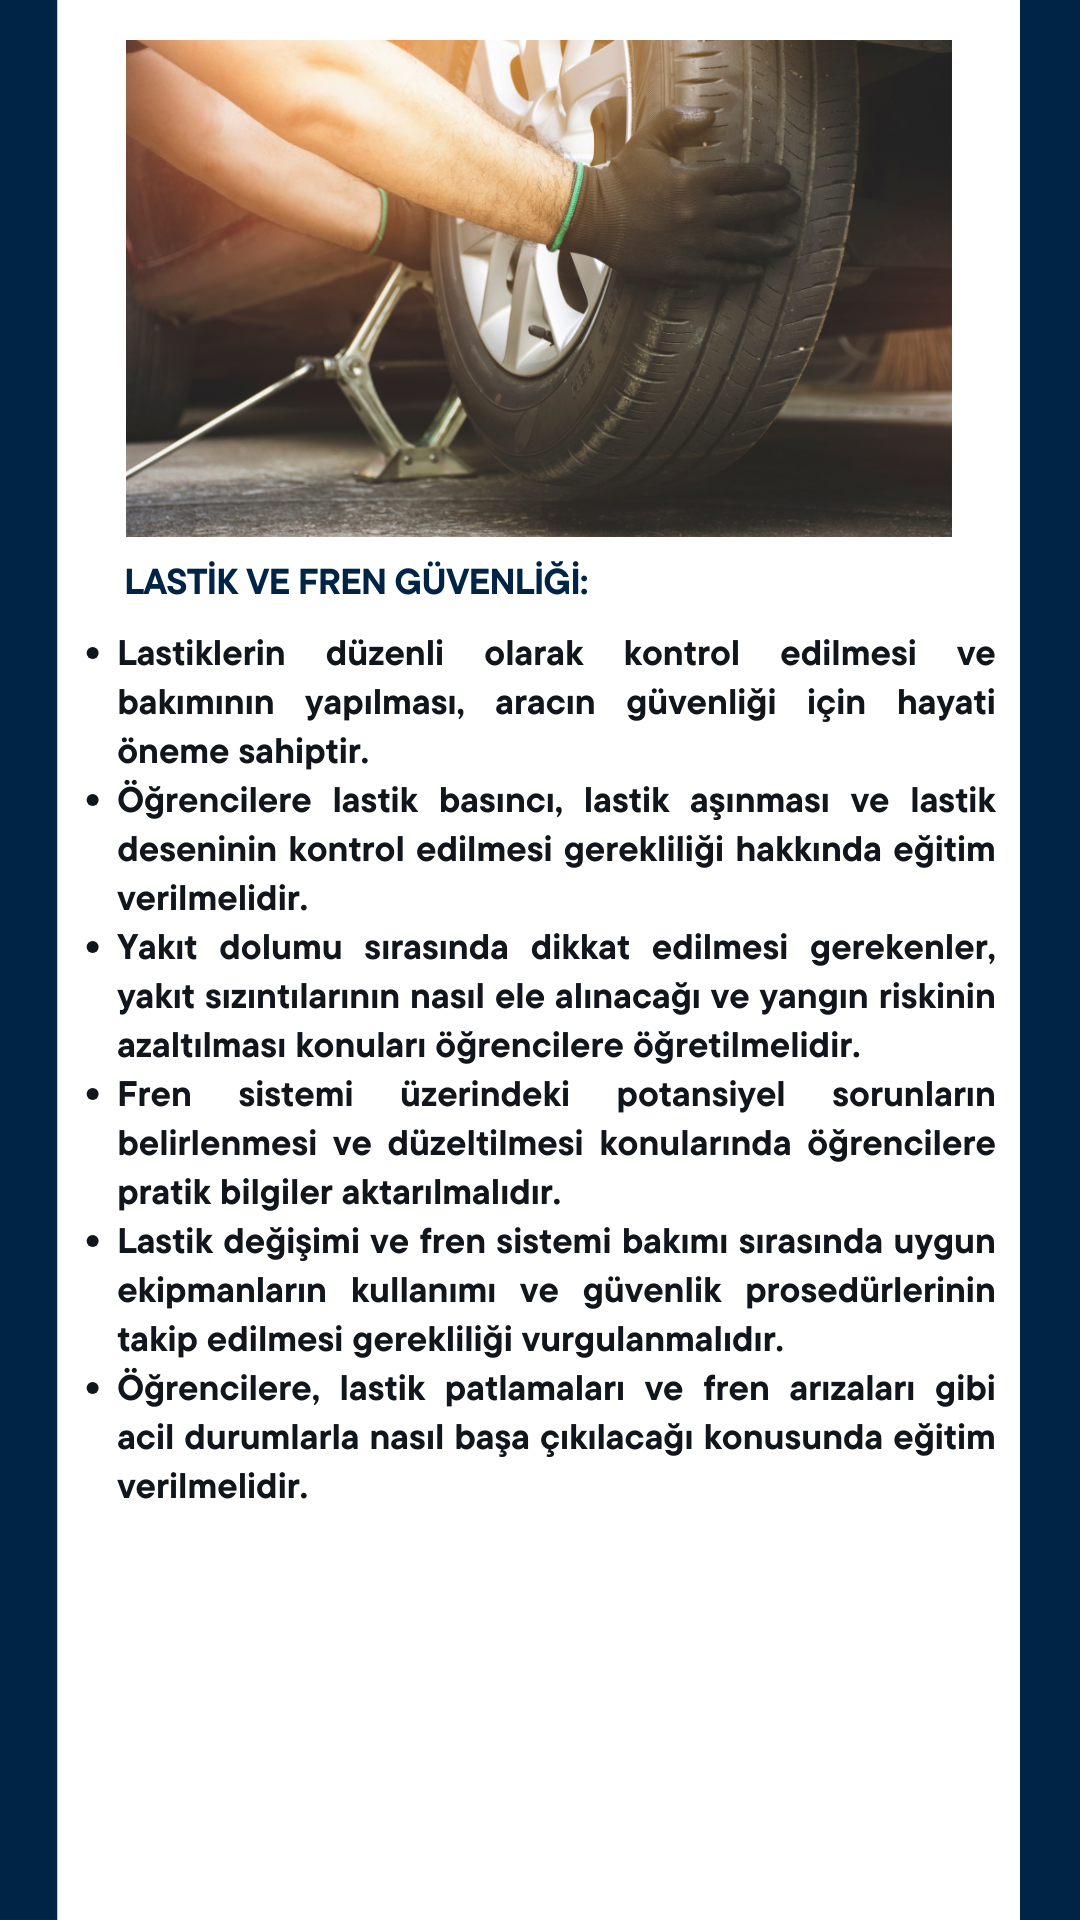 LASTİK VE FREN GÜVENLİĞİ:
• Lastiklerin düzenli olarak kontrol edilmesi ve
bakımının yapılması, aracın güvenliği için hayati
öneme sahiptir.
• Öğrencilere lastik basıncı, lastik aşınması ve lastik
deseninin kontrol edilmesi gerekliliği hakkında eğitim
verilmelidir.
• Yakıt dolumu sırasında dikkat edilmesi gerekenler,
yakıt sızıntılarının nasıl ele alınacağı ve yangın riskinin
azaltılması konuları öğrencilere öğretilmelidir.
• Fren sistemi üzerindeki potansiyel sorunların
belirlenmesi ve düzeltilmesi konularında öğrencilere
pratik bilgiler aktarılmalıdır.
• Lastik değişimi ve fren sistemi bakımı sırasında uygun
ekipmanların kullanımı ve güvenlik prosedürlerinin
takip edilmesi gerekliliği vurgulanmalıdır.
• Öğrencilere, lastik patlamaları ve fren arızaları gibi
acil durumlarla nasıl başa çıkılacağı konusunda eğitim
verilmelidir.